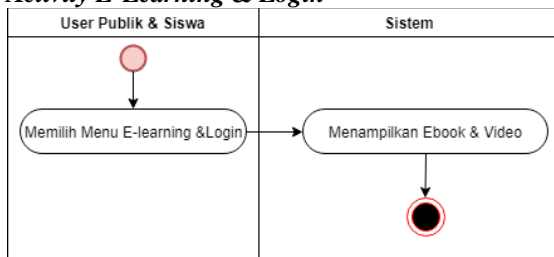 Activity E-Learning & Login
User Publik & Siswa
Sistem
Memilih Menu E-learning &Login
Menampilkan Ebook & Video